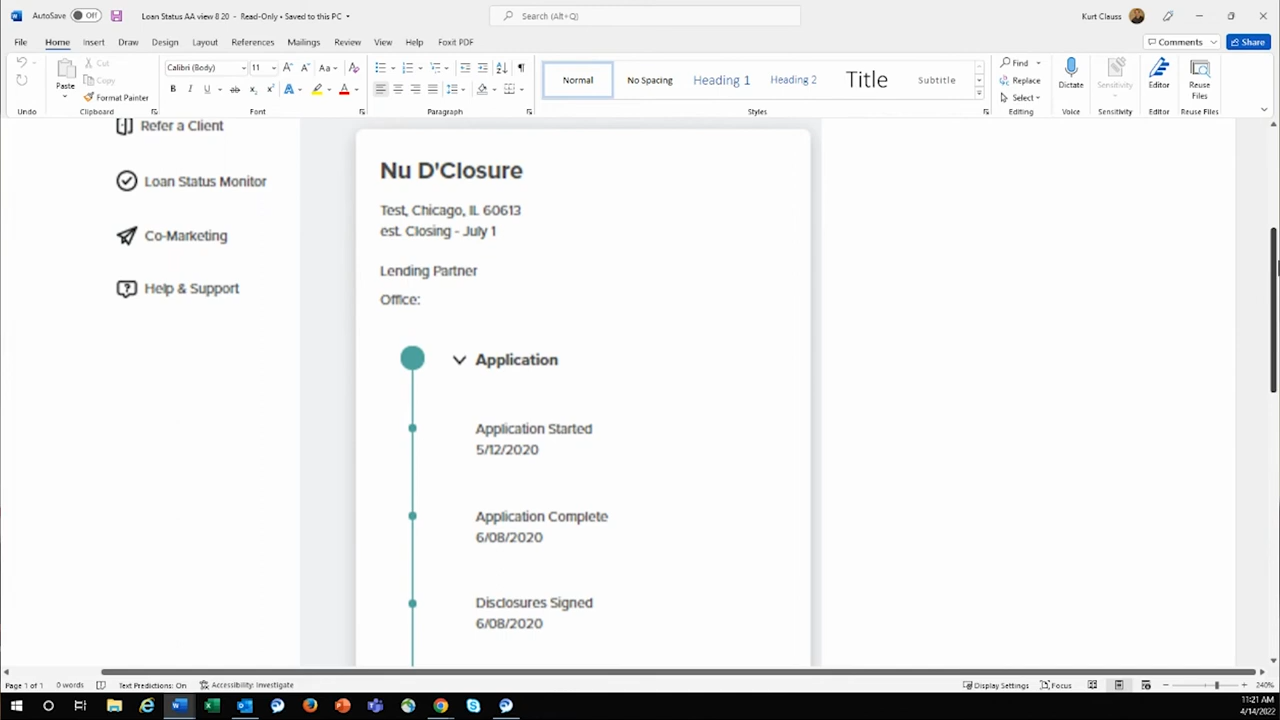 AutoSave
Off
Loan Status AA view 8 20 - Read-Only • Saved to this PC
Search (Alt+Q)
Kurt Clauss
File Home Insert Draw Design Layout References Mailings Review View Help Foxit PDF
Comments
Share
Undo
Paste
Cut
Copy
Format Painter
Clipboard
Calibri (Body)
11
Font
Paragraph
Normal
No Spacing
Heading 1
Heading 2
Title
Subtitle
Styles
Find
Replace
Select
Editing
Dictate
Voice
Sensitivity
Sensitivity
Editor
Editor
Reuse Files
Reuse Files
Refer a Client
Loan Status Monitor
Co-Marketing
Help & Support
Nu D'Closure
Test, Chicago, IL 60613
est. Closing - July 1
Lending Partner
Office:
Application
Application Started
5/12/2020
Application Complete
6/08/2020
Disclosures Signed
6/08/2020
Page 1 of 1
0 words
Text Predictions: On
Accessibility: Investigate
Display Settings
Focus
240%
11:21 AM
4/14/2022